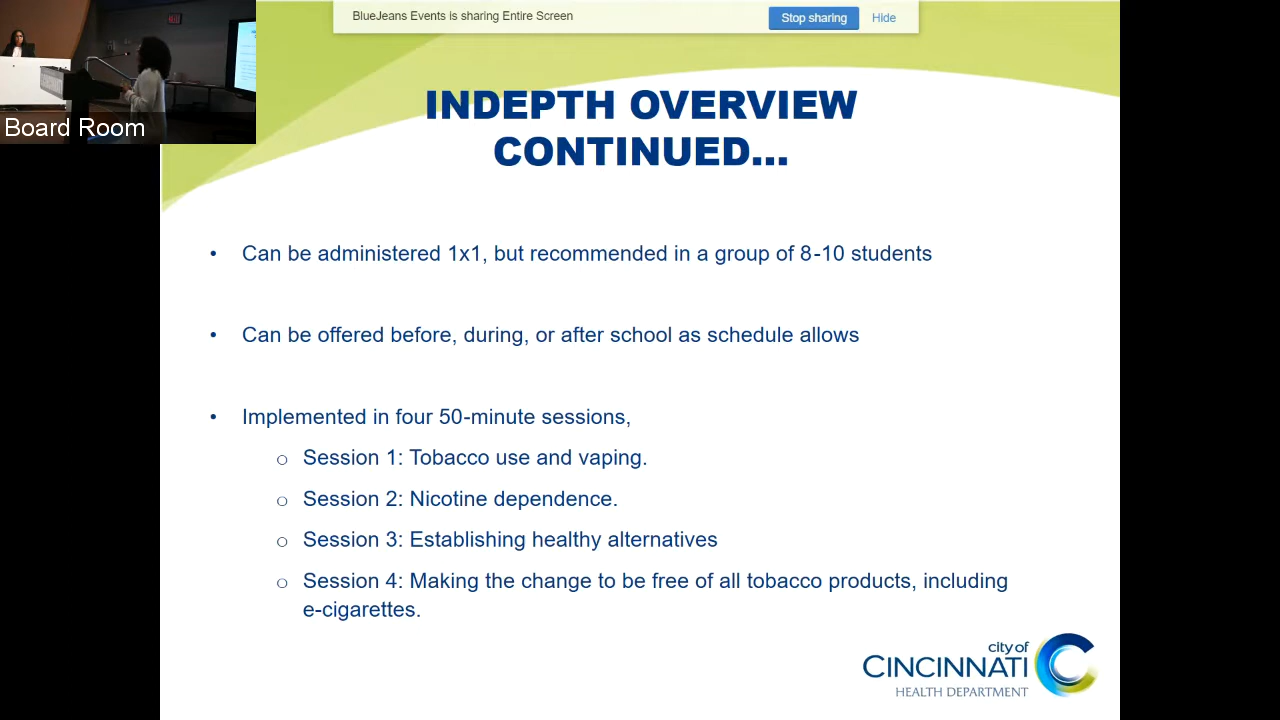 BlueJeans Events is sharing Entire Screen
Stop sharing
Hide
Board Room
INDEPTH OVERVIEW
CONTINUED...
• Can be administered 1x1, but recommended in a group of 8-10 students
• Can be offered before, during, or after school as schedule allows
• Implemented in four 50-minute sessions,
o Session 1: Tobacco use and vaping.
o Session 2: Nicotine dependence.
o Session 3: Establishing healthy alternatives
o Session 4: Making the change to be free of all tobacco products, including
e-cigarettes.
city of
CINCINNATI
HEALTH DEPARTMENT